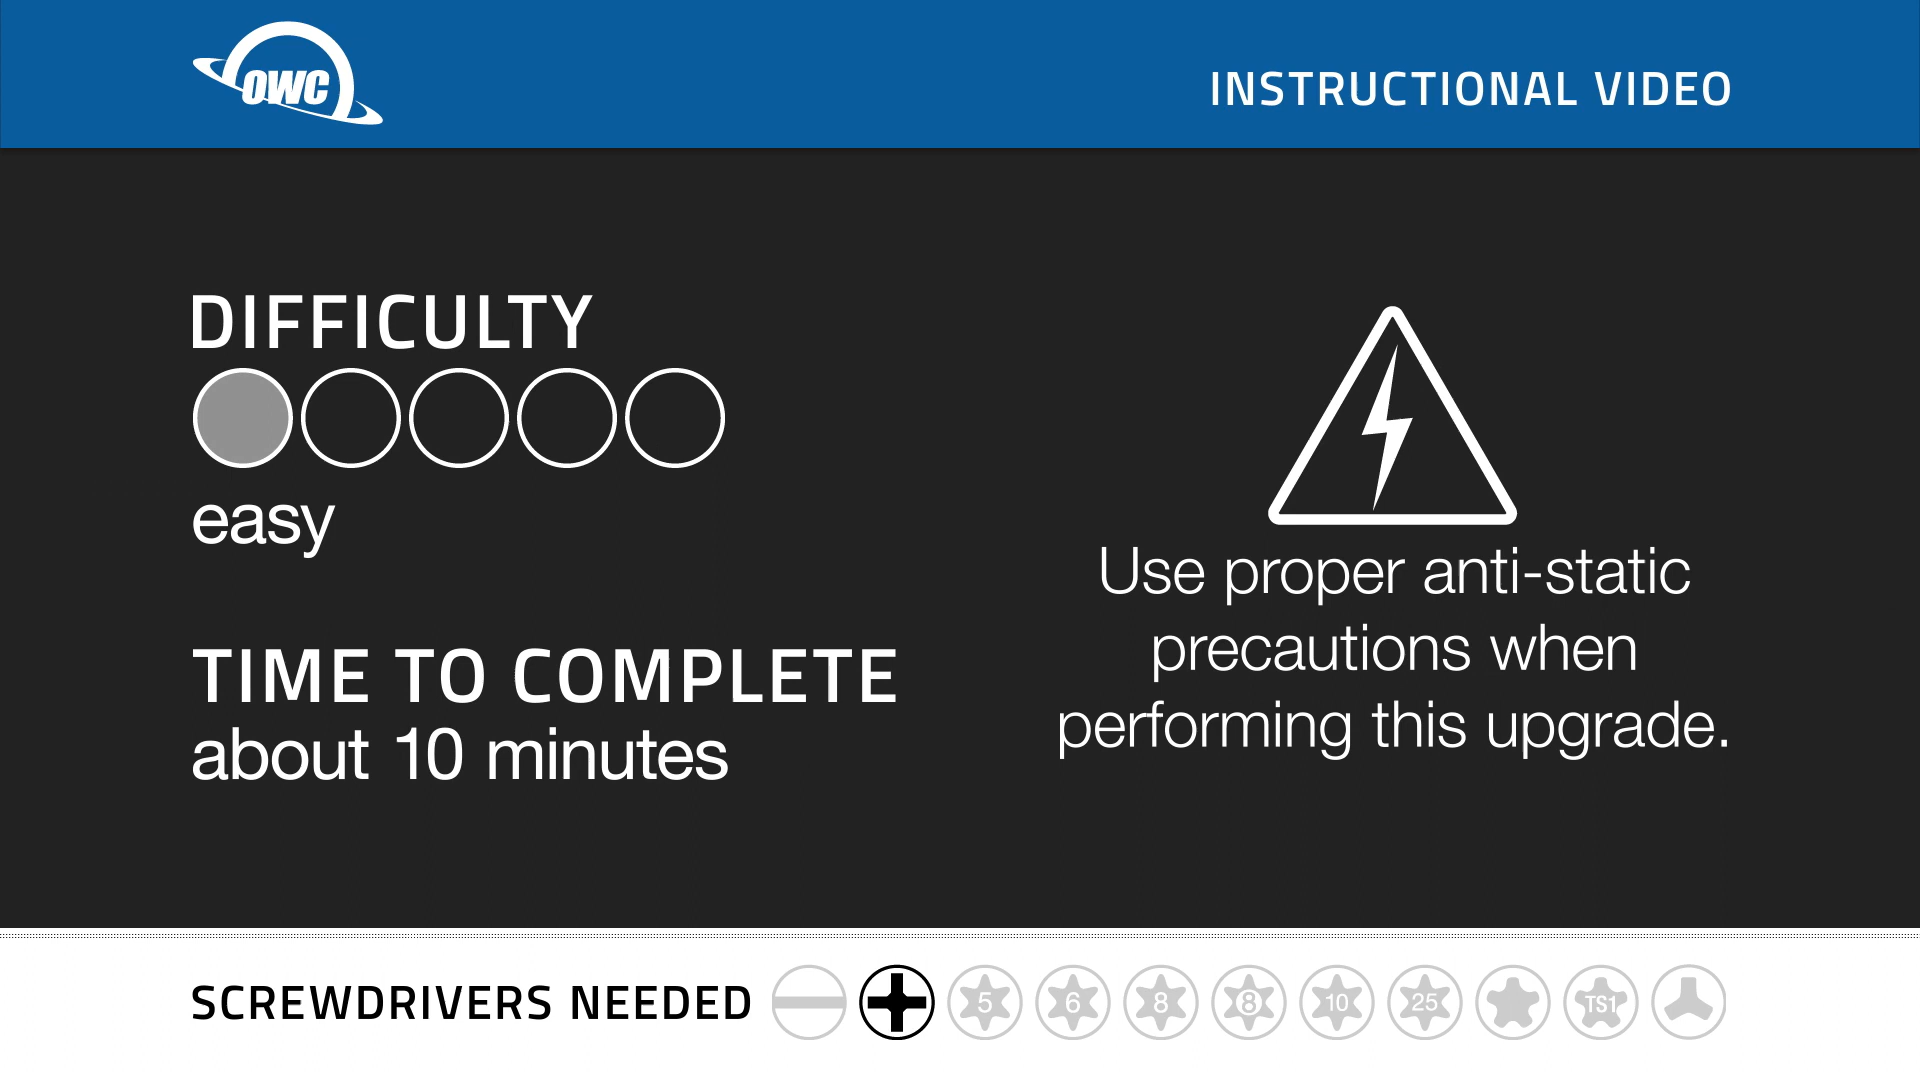 OWC
INSTRUCTIONAL VIDEO
DIFFICULTY
easy
TIME TO COMPLETE
about 10 minutes
Use proper anti-static
precautions when
performing this upgrade.
SCREWDRIVERS NEEDED 5 6 8 8 10 25 TS1